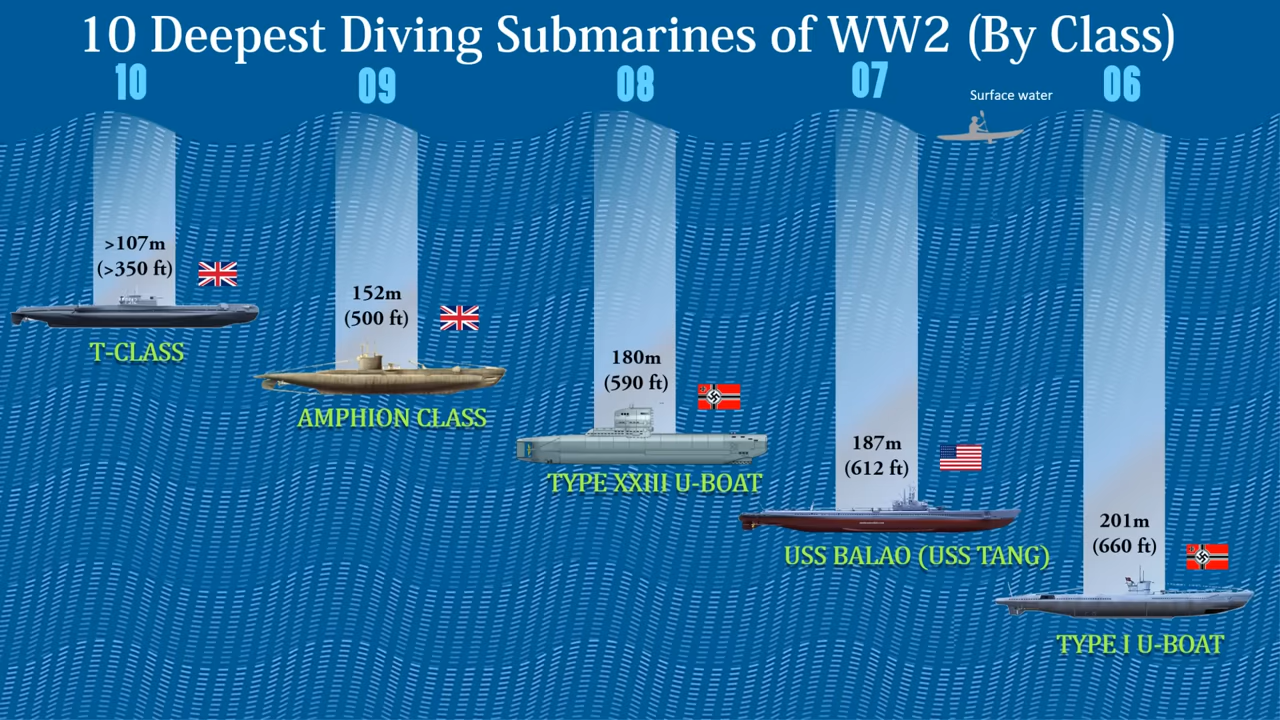 10 Deepest Diving Submarines of WW2 (By Class)
10
09
08
07
06
Surface water
>107m
(>350 ft)
T-CLASS
152m
(500 ft)
AMPHION CLASS
180m
(590 ft)
TYPE XXIII U-BOAT
187m
(612 ft)
USS BALAO (USS TANG)
201m
(660 ft)
TYPE I U-BOAT